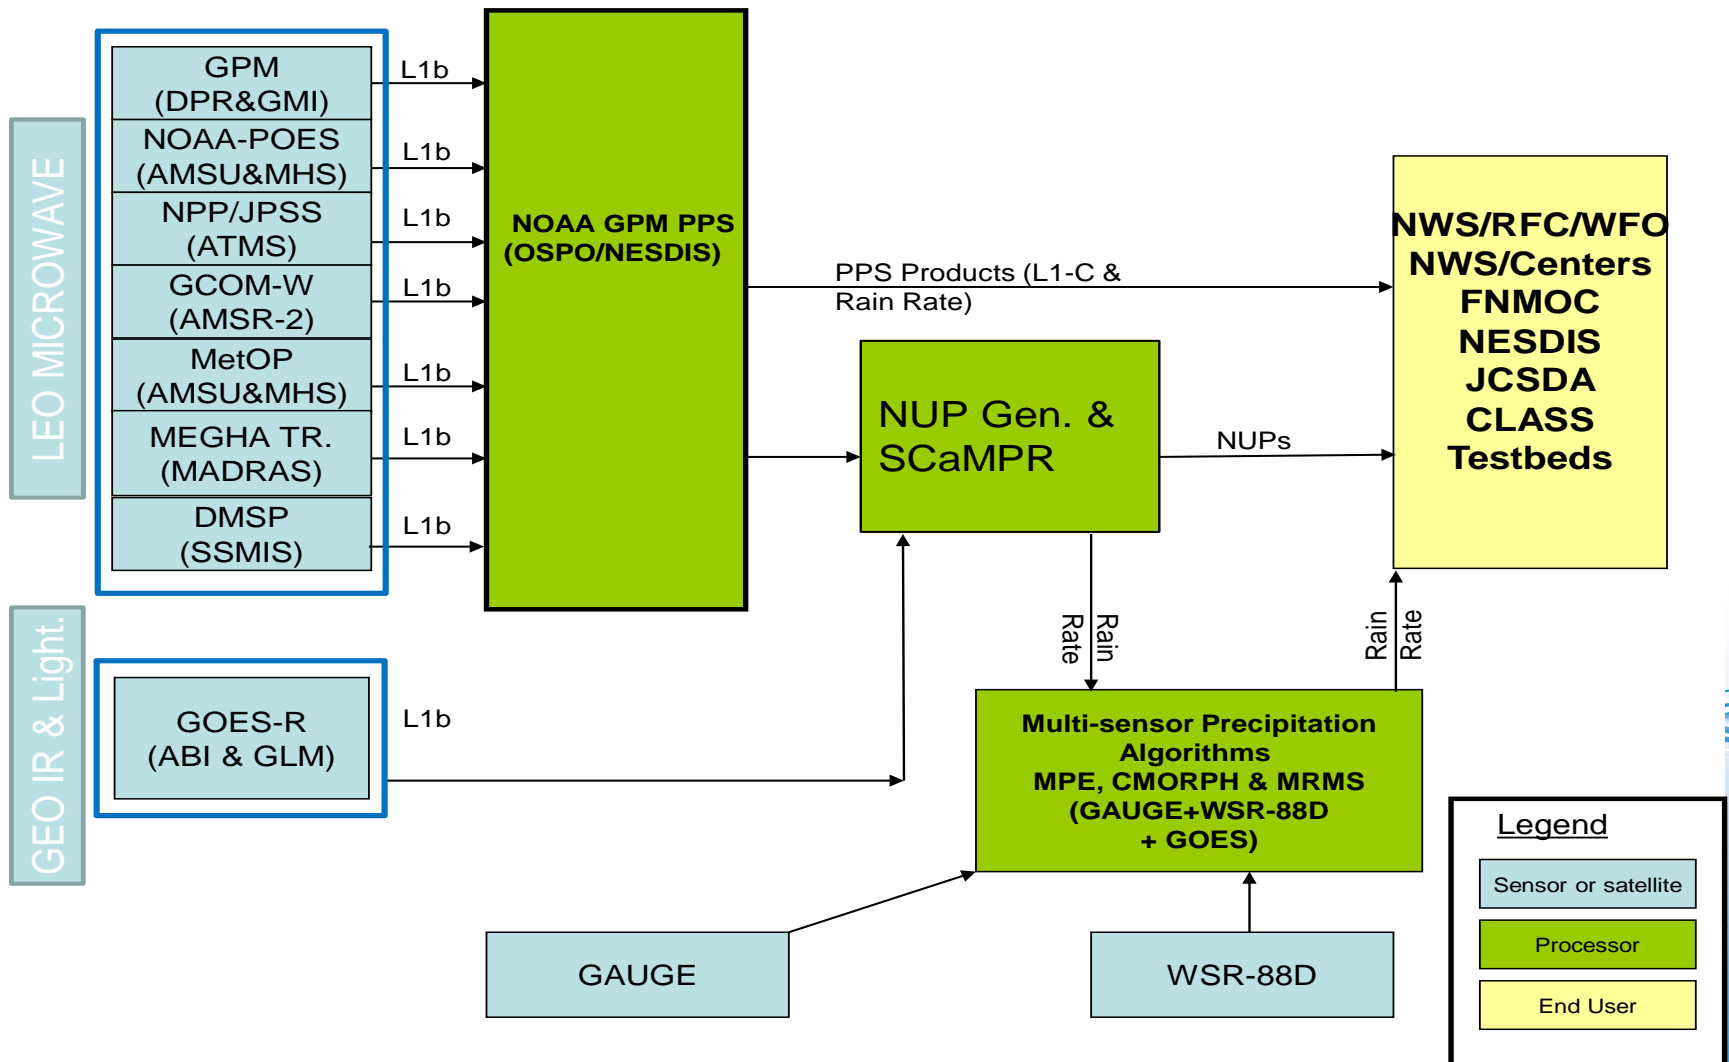 LEO MICROWAVE
GPM
(DPR&GMI)
NOAA-POES
(AMSU&MHS)
NPP/JPSS
(ATMS)
GCOM-W
(AMSR-2)
MetOP
(AMSU&MHS)
MEGHA TR.
(MADRAS)
DMSP
(SSMIS)
L1b
L1b
L1b
L1b
L1b
L1b
L1b
NOAA GPM PPS
(OSPO/NESDIS)
PPS Products (L1-C &
Rain Rate)
NUP Gen. &
SCaMPR
NUPs
NWS/RFC/WFO
NWS/Centers
FNMOC
NESDIS
JCSDA
CLASS
Testbeds
GEO IR & Light.
GOES-R
(ABI & GLM)
L1b
Rain
Rate
Rain
Rate
Multi-sensor Precipitation
Algorithms
MPE, CMORPH & MRMS
(GAUGE+WSR-88D
+ GOES)
GAUGE
WSR-88D
Legend
Sensor or satellite
Processor
End User